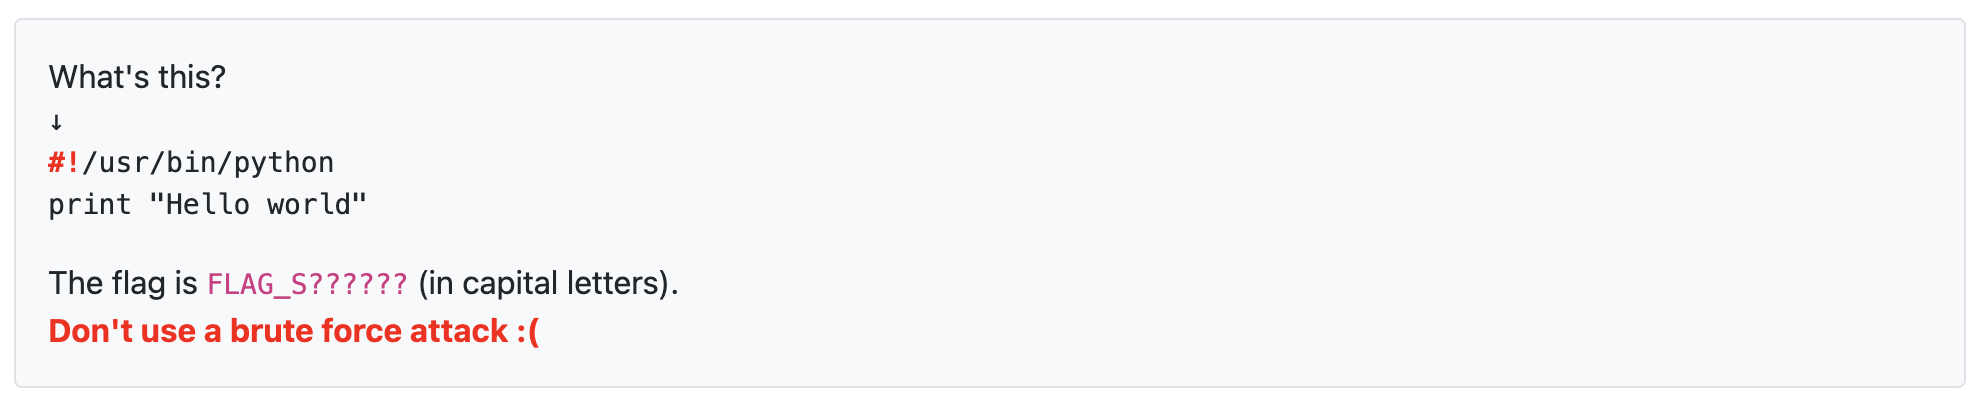 What's this?
↓
#!/usr/bin/python
print "Hello world"
The flag is FLAG_S?????? (in capital letters).
Don't use a brute force attack :(